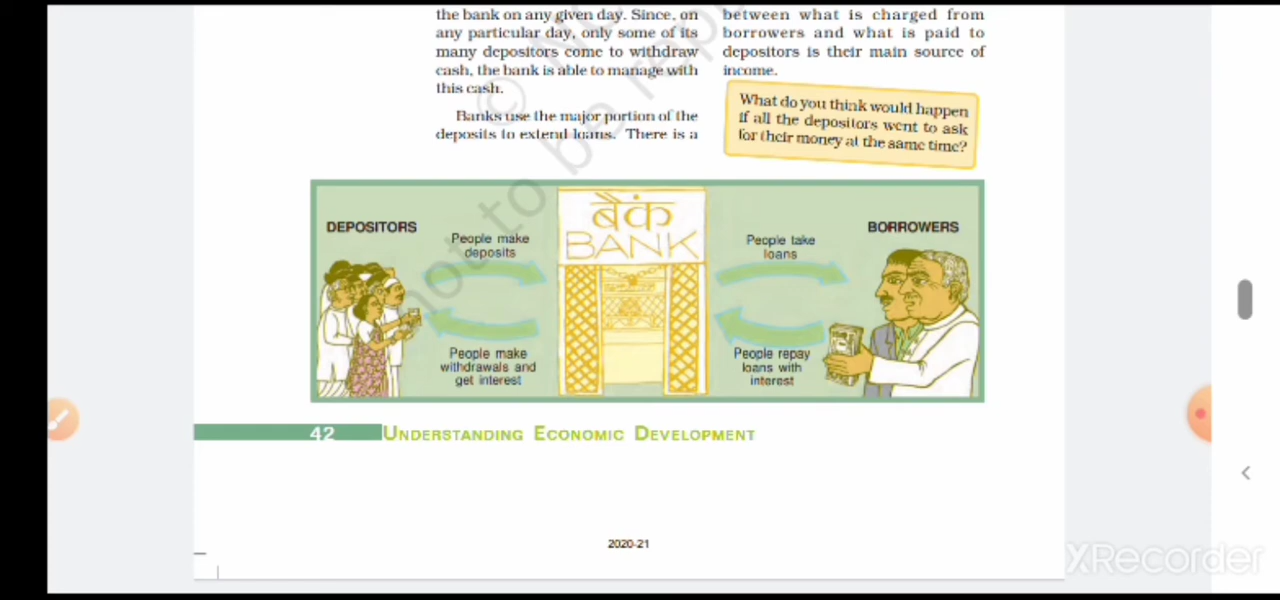 the bank on any given day. Since, on
any particular day, only some of its
many depositors come to withdraw
cash, the bank is able to manage with
this cash.
Banks use the major portion of the
deposits to extend loans. There is a
between what is charged from
borrowers and what is paid to
depositors is their main source of
income.
What do you think would happen
if all the depositors went to ask
for their money at the same time?
DEPOSITORS
People make
deposits
People make
withdrawals and
get interest
बैंक
BANK
People take
loans
People repay
loans with
interest
BORROWERS
42
UNDERSTANDING ECONOMIC DEVELOPMENT
2020-21
not to be rep
© NC
XRecorder